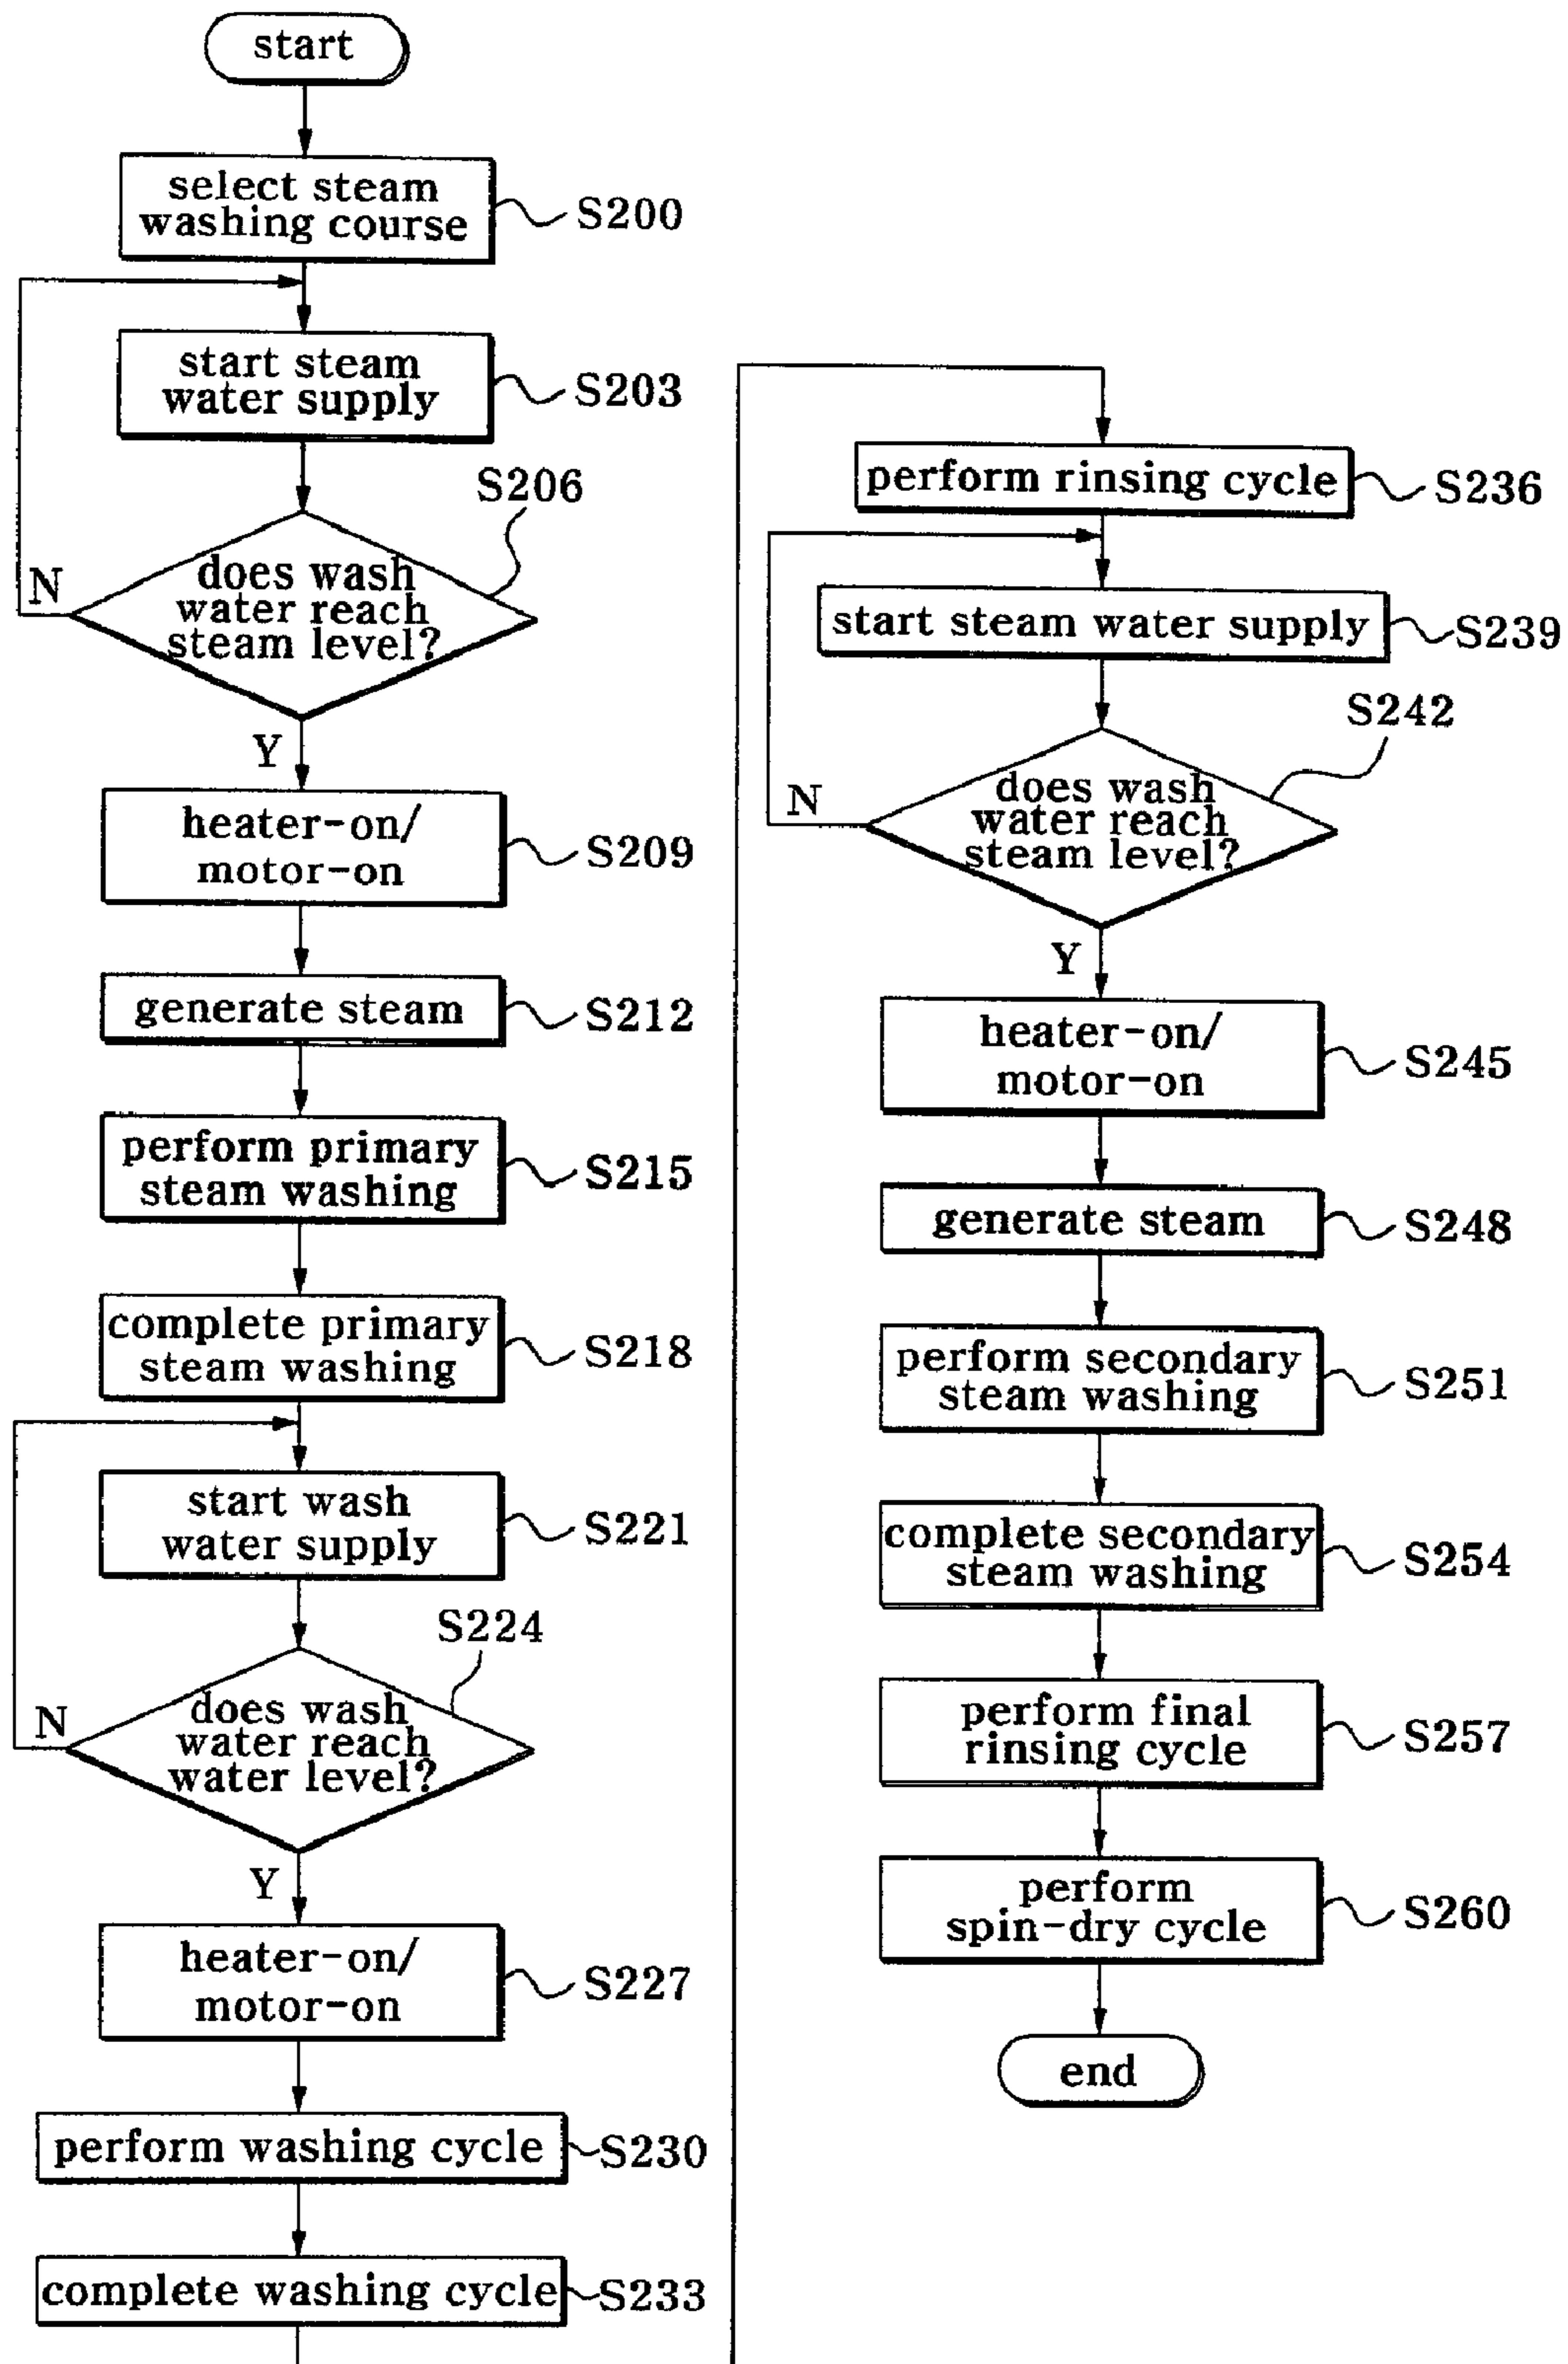 start
select steam
washing course
S200
start steam
water supply
S203
S206
does wash
water reach
steam level?
N
Y
heater-on/
motor-on
S209
generate steam
S212
perform primary
steam washing
S215
complete primary
steam washing
S218
start wash
water supply
S221
S224
does wash
water reach
water level?
N
Y
heater-on/
motor-on
S227
perform washing cycle
S230
complete washing cycle
S233
perform rinsing cycle
S236
start steam water supply
S239
S242
does wash
water reach
steam level?
N
Y
heater-on/
motor-on
S245
generate steam
S248
perform secondary
steam washing
S251
complete secondary
steam washing
S254
perform final
rinsing cycle
S257
perform
spin-dry cycle
S260
end